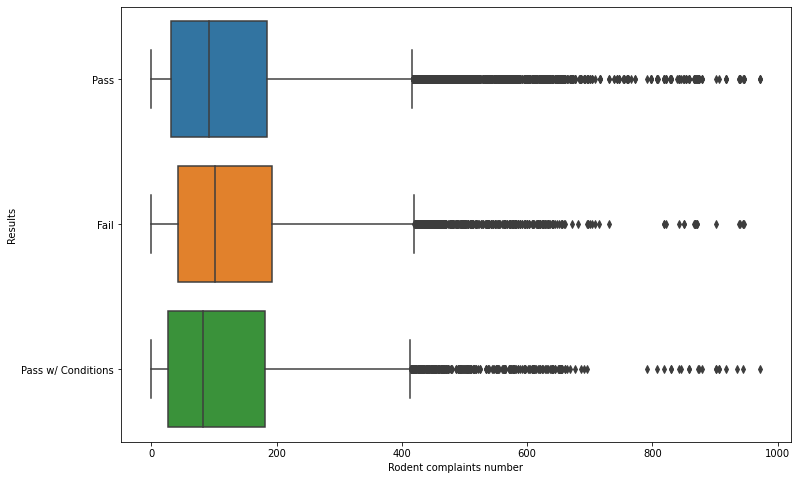 Results
Pass
Fail
Pass w/ Conditions
0 200 400 600 800 1000
Rodent complaints number